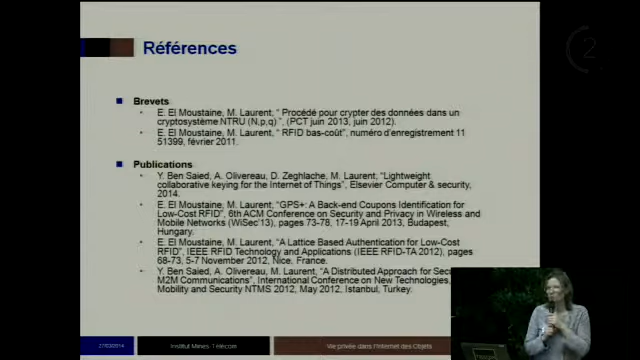 Références
Brevets
E. El Moustaine, M. Laurent, " Procédé pour crypter des données dans un
cryptosystème NTRU (N,p,q) ", (PCT juin 2013, juin 2012).
E. El Moustaine, M. Laurent, " RFID bas-coût", numéro d'enregistrement 11
51399, février 2011.
Publications
Y. Ben Saied, A. Olivereau, D. Zeghlache, M. Laurent, "Lightweight
collaborative keying for the Internet of Things", Elsevier Computer & security,
2014.
E. El Moustaine, M. Laurent, "GPS+: A Back-end Coupons Identification for
Low-Cost RFID", 6th ACM Conference on Security and Privacy in Wireless and
Mobile Networks (WiSec'13), pages 73-78, 17-19 April 2013, Budapest,
Hungary.
E. El Moustaine, M. Laurent, "A Lattice Based Authentication for Low-Cost
RFID", IEEE RFID Technology and Applications (IEEE RFID-TA 2012), pages
68-73, 5-7 November 2012, Nice, France.
Y. Ben Saied, A. Olivereau, M. Laurent, "A Distributed Approach for Sec
M2M Communications", International Conference on New Technologies,
Mobility and Security NTMS 2012, May 2012, Istanbul, Turkey.
Institut Mines-Télécom
Vie privée dans l'Internet des Objets
2